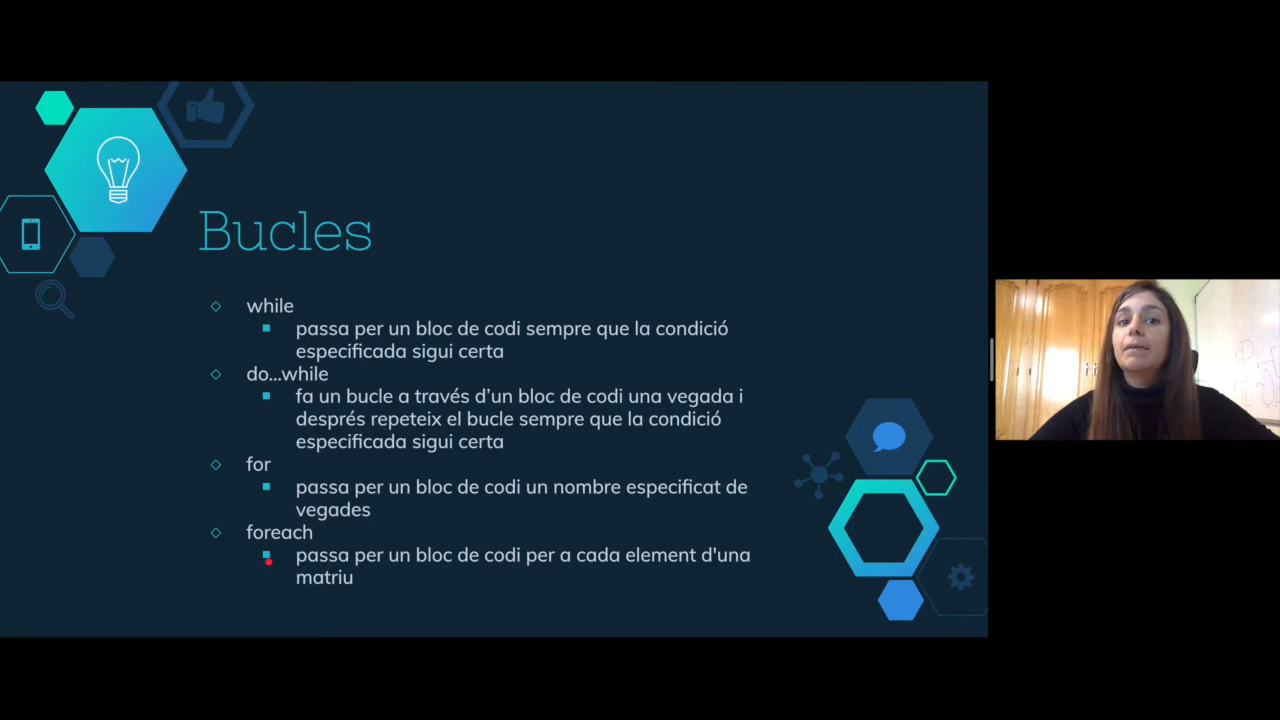 Bucles
while
passa per un bloc de codi sempre que la condició
especificada sigui certa
do...while
fa un bucle a través d'un bloc de codi una vegada i
després repeteix el bucle sempre que la condició
especificada sigui certa
for
passa per un bloc de codi un nombre especificat de
vegades
foreach
passa per un bloc de codi per a cada element d'una
matriu